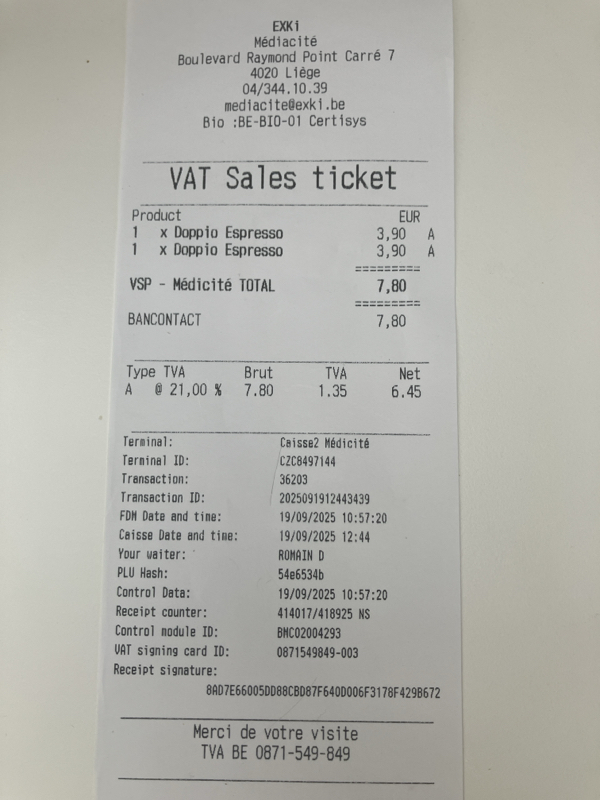 EXKi
Médiacité
Boulevard Raymond Point Carré 7
4020 Liège
04/344.10.39
mediacite@exki.be
Bio :BE-BIO-01 Certisys
VAT Sales ticket
Product EUR
1 x Doppio Espresso 3,90 A
1 x Doppio Espresso 3,90 A
=========
VSP - Médicité TOTAL 7,80
=========
BANCONTACT 7,80
Type TVA Brut TVA Net
A @ 21,00 % 7.80 1.35 6.45
Terminal: Caisse2 Médicité
Terminal ID: CZC8497144
Transaction: 36203
Transaction ID: 2025091912443439
FDM Date and time: 19/09/2025 10:57:20
Caisse Date and time: 19/09/2025 12:44
Your waiter: ROMAIN D
PLU Hash: 54e6534b
Control Data: 19/09/2025 10:57:20
Receipt counter: 414017/418925 NS
Control module ID: BMC02004293
VAT signing card ID: 0871549849-003
Receipt signature:
8AD7E66005DD88CBD87F640D006F3178F429B672
Merci de votre visite
TVA BE 0871-549-849